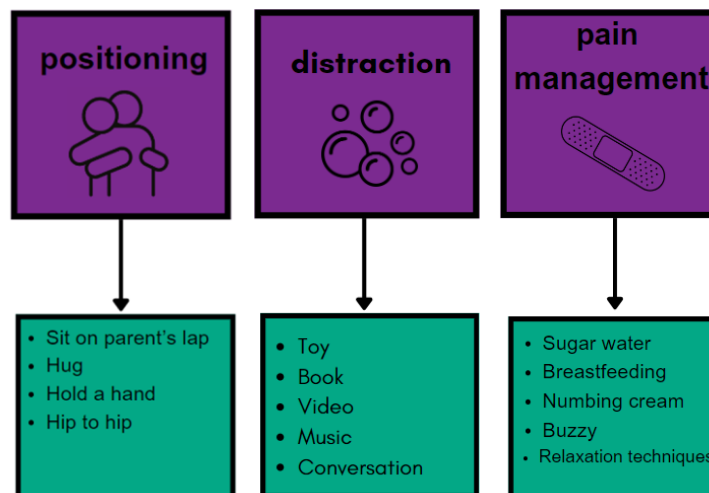 positioning
distraction
pain
management
• Sit on parent's lap
• Hug
• Hold a hand
• Hip to hip
• Toy
• Book
• Video
• Music
• Conversation
• Sugar water
• Breastfeeding
• Numbing cream
• Buzzy
• Relaxation techniques